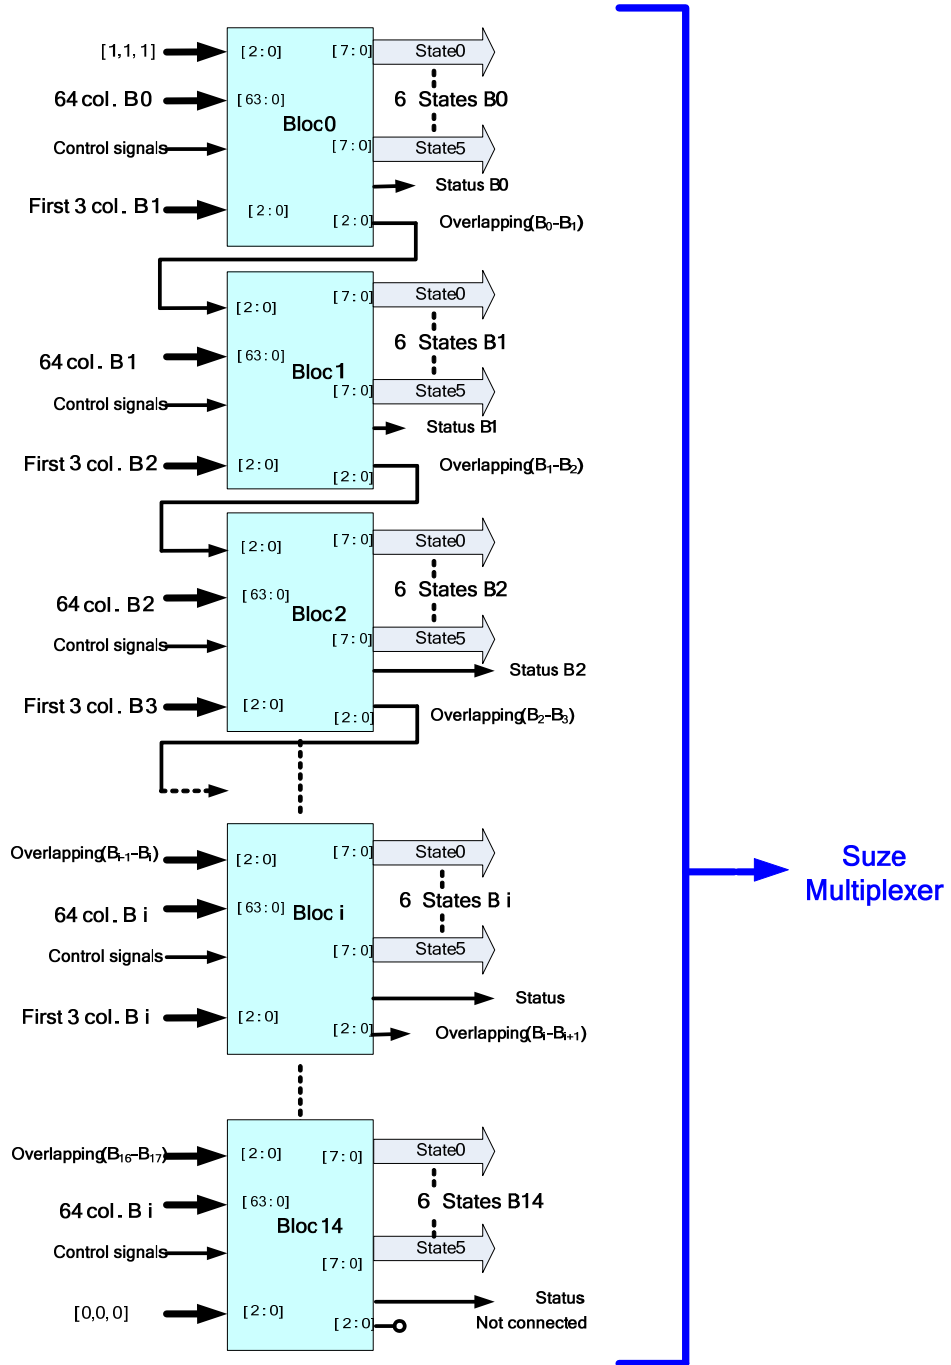 [1,1,1]
[2:0]
[7:0]
State0
64 col. B0
[63:0]
6 States B0
Bloc0
Control signals
[7:0]
State5
Status B0
First 3 col. B1
[2:0]
[2:0]
Overlapping(B0-B1)
[2:0]
[7:0]
State0
64 col. B1
[63:0]
6 States B1
Bloc1
Control signals
[7:0]
State5
Status B1
First 3 col. B2
[2:0]
[2:0]
Overlapping(B1-B2)
[2:0]
[7:0]
State0
64 col. B2
[63:0]
6 States B2
Bloc2
Control signals
[7:0]
State5
Status B2
First 3 col. B3
[2:0]
[2:0]
Overlapping(B2-B3)
Overlapping(Bi-1-Bi)
[2:0]
[7:0]
State0
64 col. B i
[63:0]
6 States B i
Bloc i
Control signals
[7:0]
State5
Status
First 3 col. B i
[2:0]
[2:0]
Overlapping(Bi-Bi+1)
Overlapping(B16-B17)
[2:0]
[7:0]
State0
64 col. B i
[63:0]
6 States B14
Bloc14
Control signals
[7:0]
State5
Status
[0,0,0]
[2:0]
[2:0]
Not connected
Suze
Multiplexer